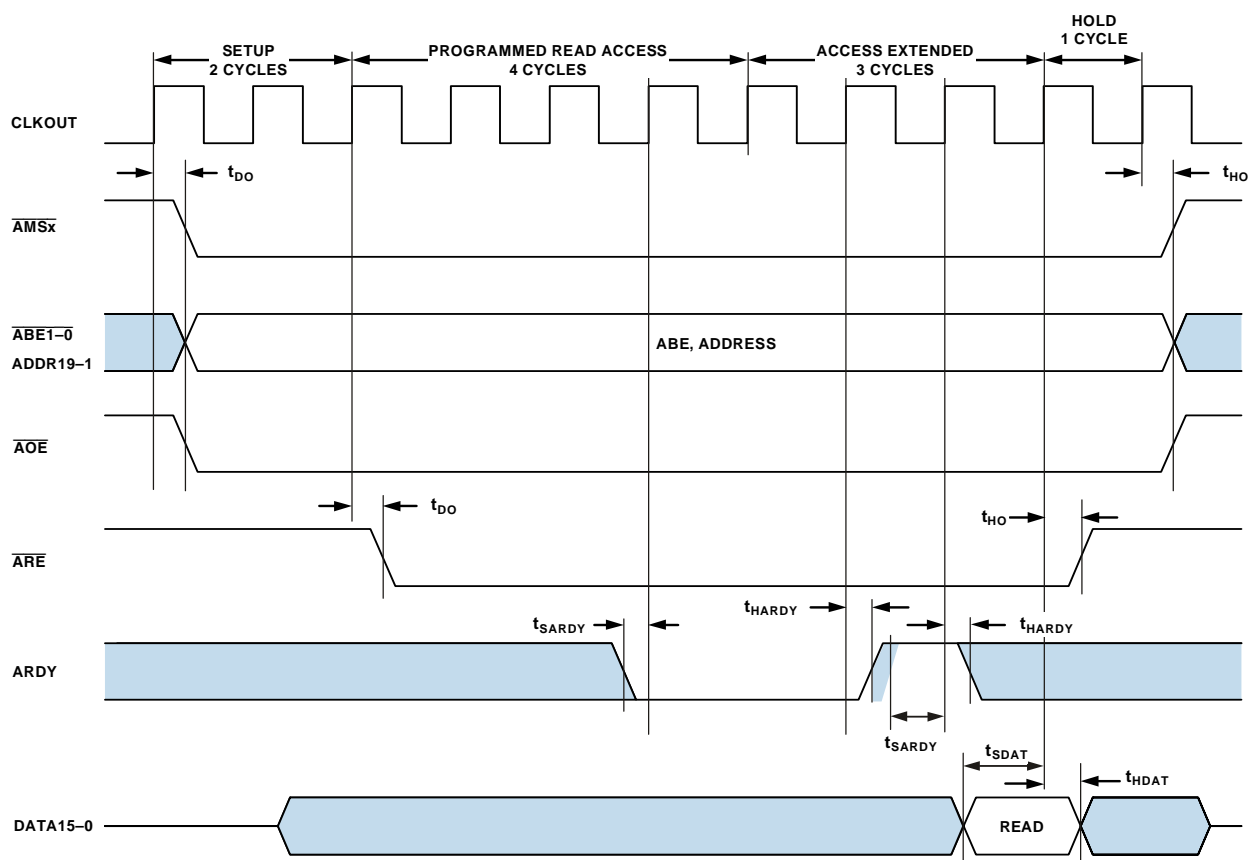 SETUP
2 CYCLES
PROGRAMMED READ ACCESS
4 CYCLES
ACCESS EXTENDED
3 CYCLES
HOLD
1 CYCLE
CLKOUT
tDO
tHO
AMSx
ABE1–0
ADDR19–1
ABE, ADDRESS
AOE
tDO
tHO
ARE
tSARDY
tHARDY
tHARDY
ARDY
tSARDY
tSDAT
tHDAT
DATA15–0
READ